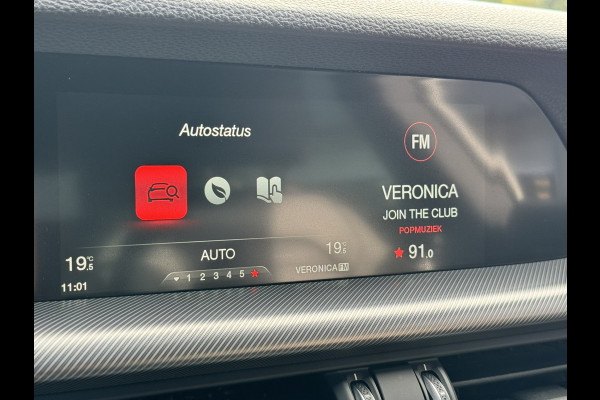 Autostatus
FM
VERONICA
JOIN THE CLUB
POPMUZIEK
★ 91.0
19.5 °C
AUTO
19.5 °C
♥ 1 2 3 4 5 ★
VERONICA FM
11:01